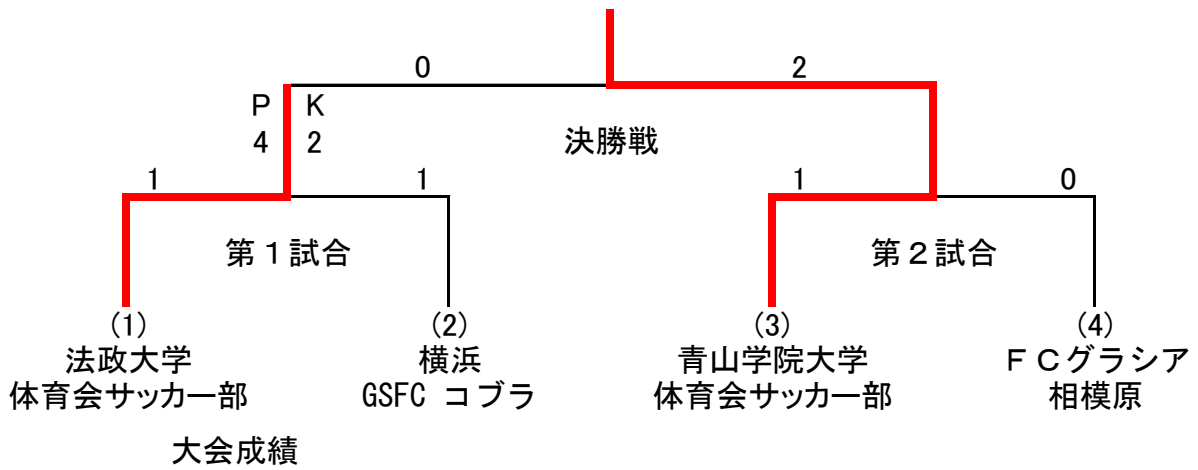 0 2
P K
4 2
決勝戦
1 1 1 0
第１試合 第２試合
(1) (2) (3) (4)
法政大学 横浜 青山学院大学 ＦＣグラシア
体育会サッカー部 GSFC コブラ 体育会サッカー部 相模原
大会成績